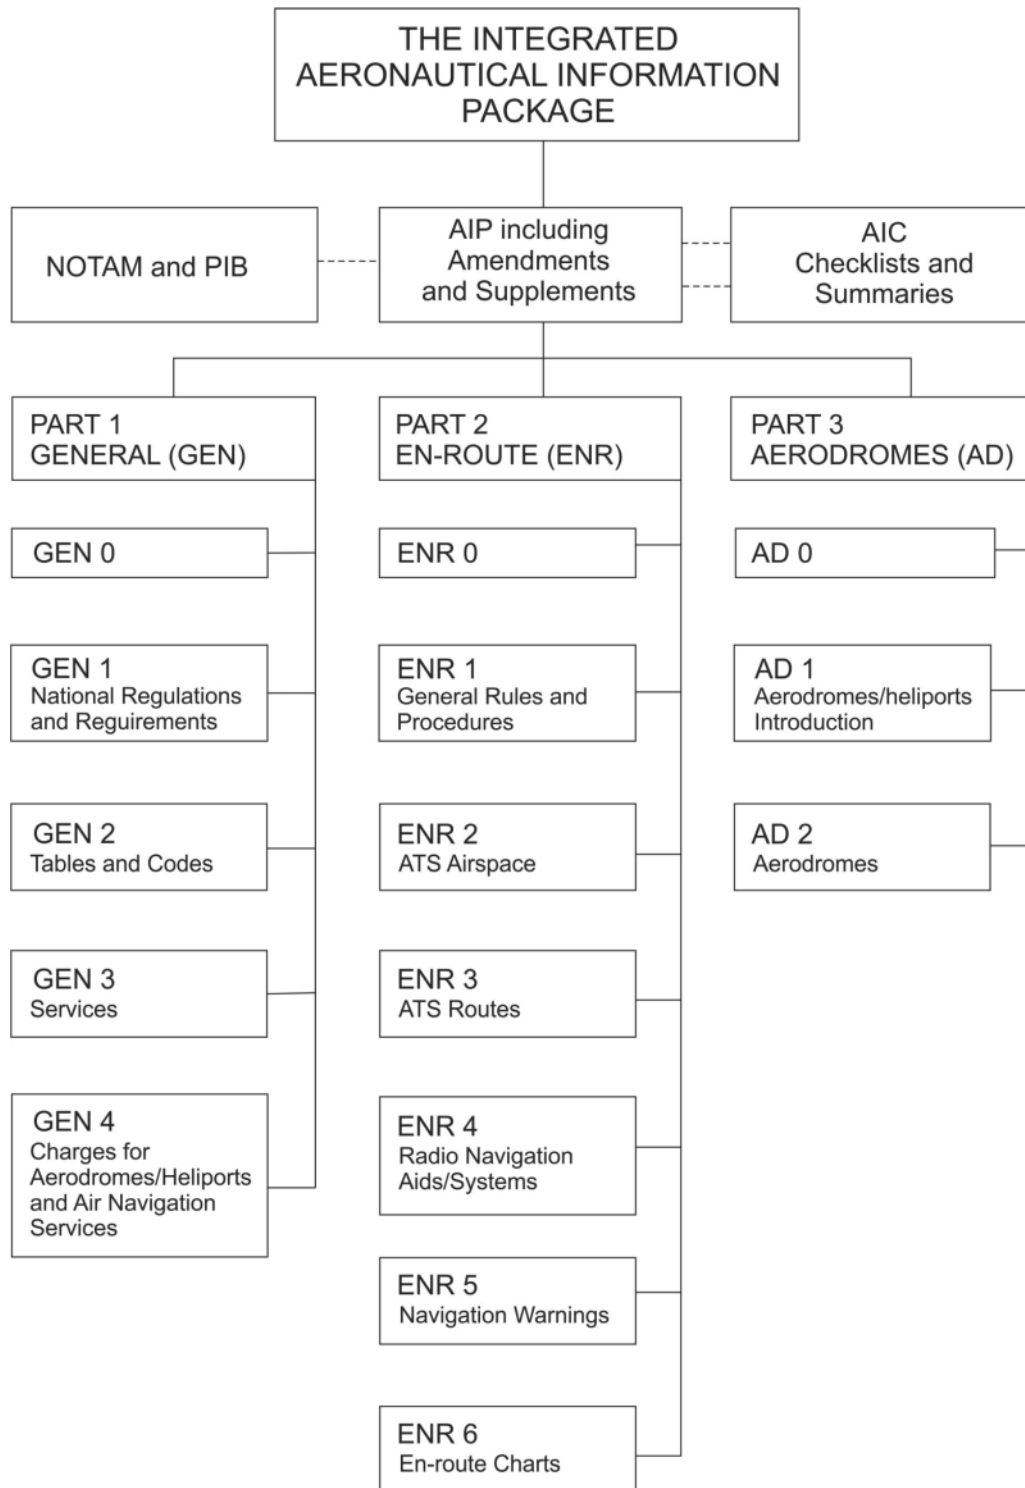 THE INTEGRATED
AERONAUTICAL INFORMATION
PACKAGE
NOTAM and PIB
AIP including
Amendments
and Supplements
AIC
Checklists and
Summaries
PART 1
GENERAL (GEN)
PART 2
EN-ROUTE (ENR)
PART 3
AERODROMES (AD)
GEN 0
ENR 0
AD 0
GEN 1
National Regulations
and Reguirements
ENR 1
General Rules and
Procedures
AD 1
Aerodromes/heliports
Introduction
GEN 2
Tables and Codes
ENR 2
ATS Airspace
AD 2
Aerodromes
GEN 3
Services
ENR 3
ATS Routes
GEN 4
Charges for
Aerodromes/Heliports
and Air Navigation
Services
ENR 4
Radio Navigation
Aids/Systems
ENR 5
Navigation Warnings
ENR 6
En-route Charts